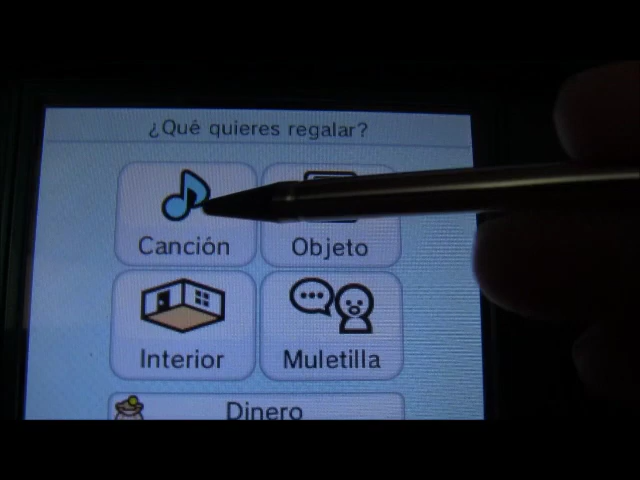 ¿Qué quieres regalar?
Canción
Objeto
Interior
Muletilla
Dinero